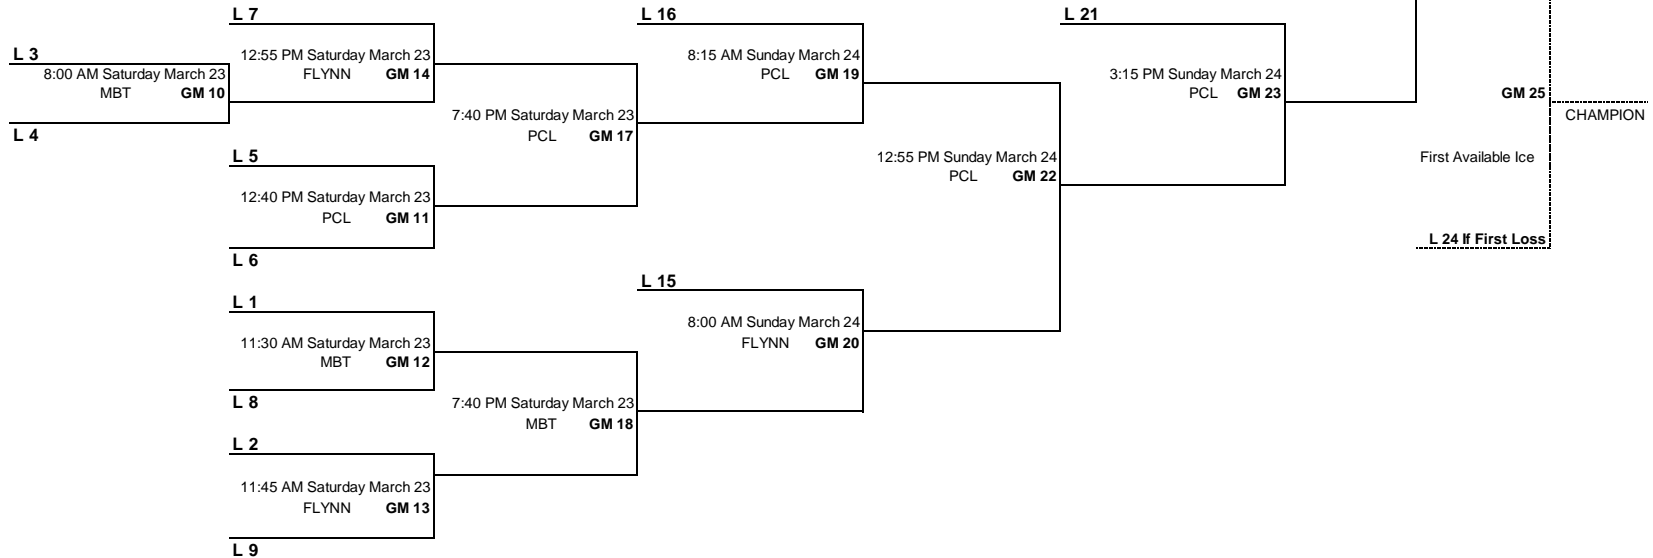 L 7
L 16
L 21
L 3
12:55 PM Saturday March 23
FLYNN GM 14
8:15 AM Sunday March 24
PCL GM 19
8:00 AM Saturday March 23
MBT GM 10
3:15 PM Sunday March 24
PCL GM 23
GM 25
CHAMPION
7:40 PM Saturday March 23
PCL GM 17
L 4
L 5
12:55 PM Sunday March 24
PCL GM 22
First Available Ice
12:40 PM Saturday March 23
PCL GM 11
L 24 If First Loss
L 6
L 15
L 1
11:30 AM Saturday March 23
MBT GM 12
8:00 AM Sunday March 24
FLYNN GM 20
L 8
7:40 PM Saturday March 23
MBT GM 18
L 2
11:45 AM Saturday March 23
FLYNN GM 13
L 9